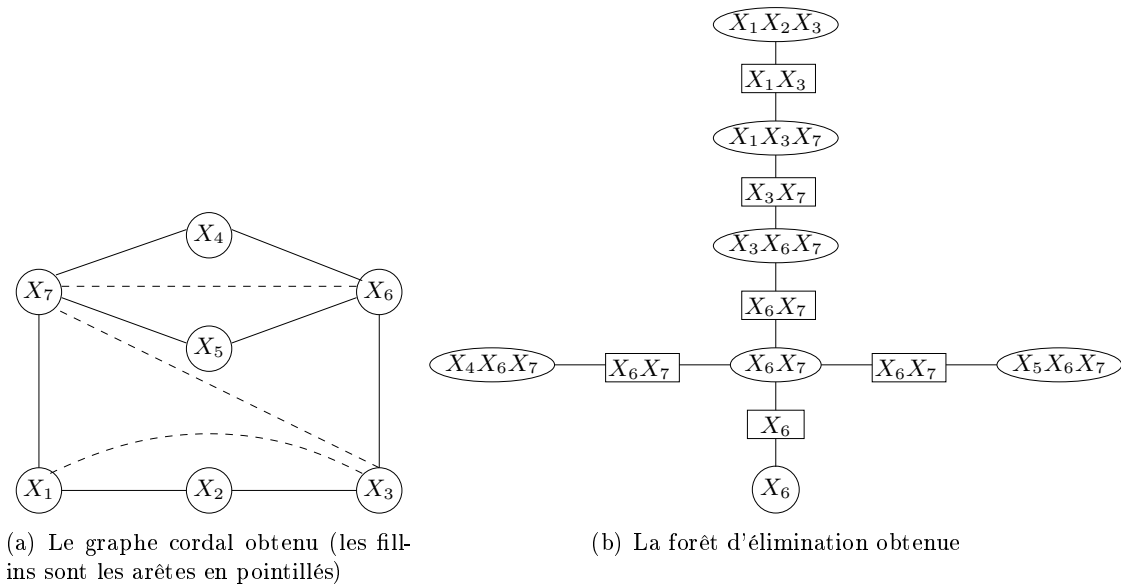 X₄
X₇
X₆
X₅
X₁
X₂
X₃
(a) Le graphe cordal obtenu (les fill-
ins sont les arêtes en pointillés)
X₁X₂X₃
X₁X₃
X₁X₃X₇
X₃X₇
X₃X₆X₇
X₆X₇
X₄X₆X₇
X₆X₇
X₆X₇
X₆X₇
X₅X₆X₇
X₆
X₆
(b) La forêt d'élimination obtenue